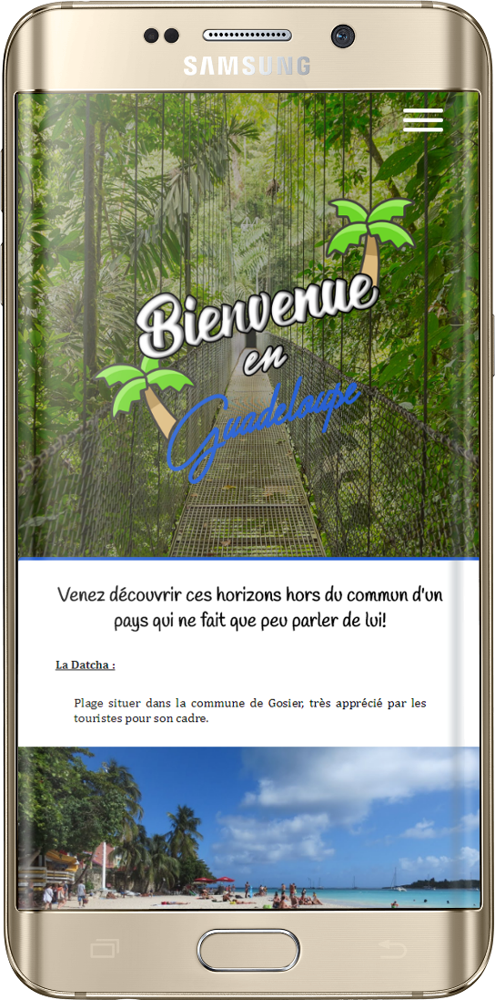 SAMSUNG
Bienvenue
en
Guadeloupe
Venez découvrir ces horizons hors du commun d'un
pays qui ne fait que peu parler de lui!
La Datcha :
Plage situer dans la commune de Gosier, très apprécié par les
touristes pour son cadre.